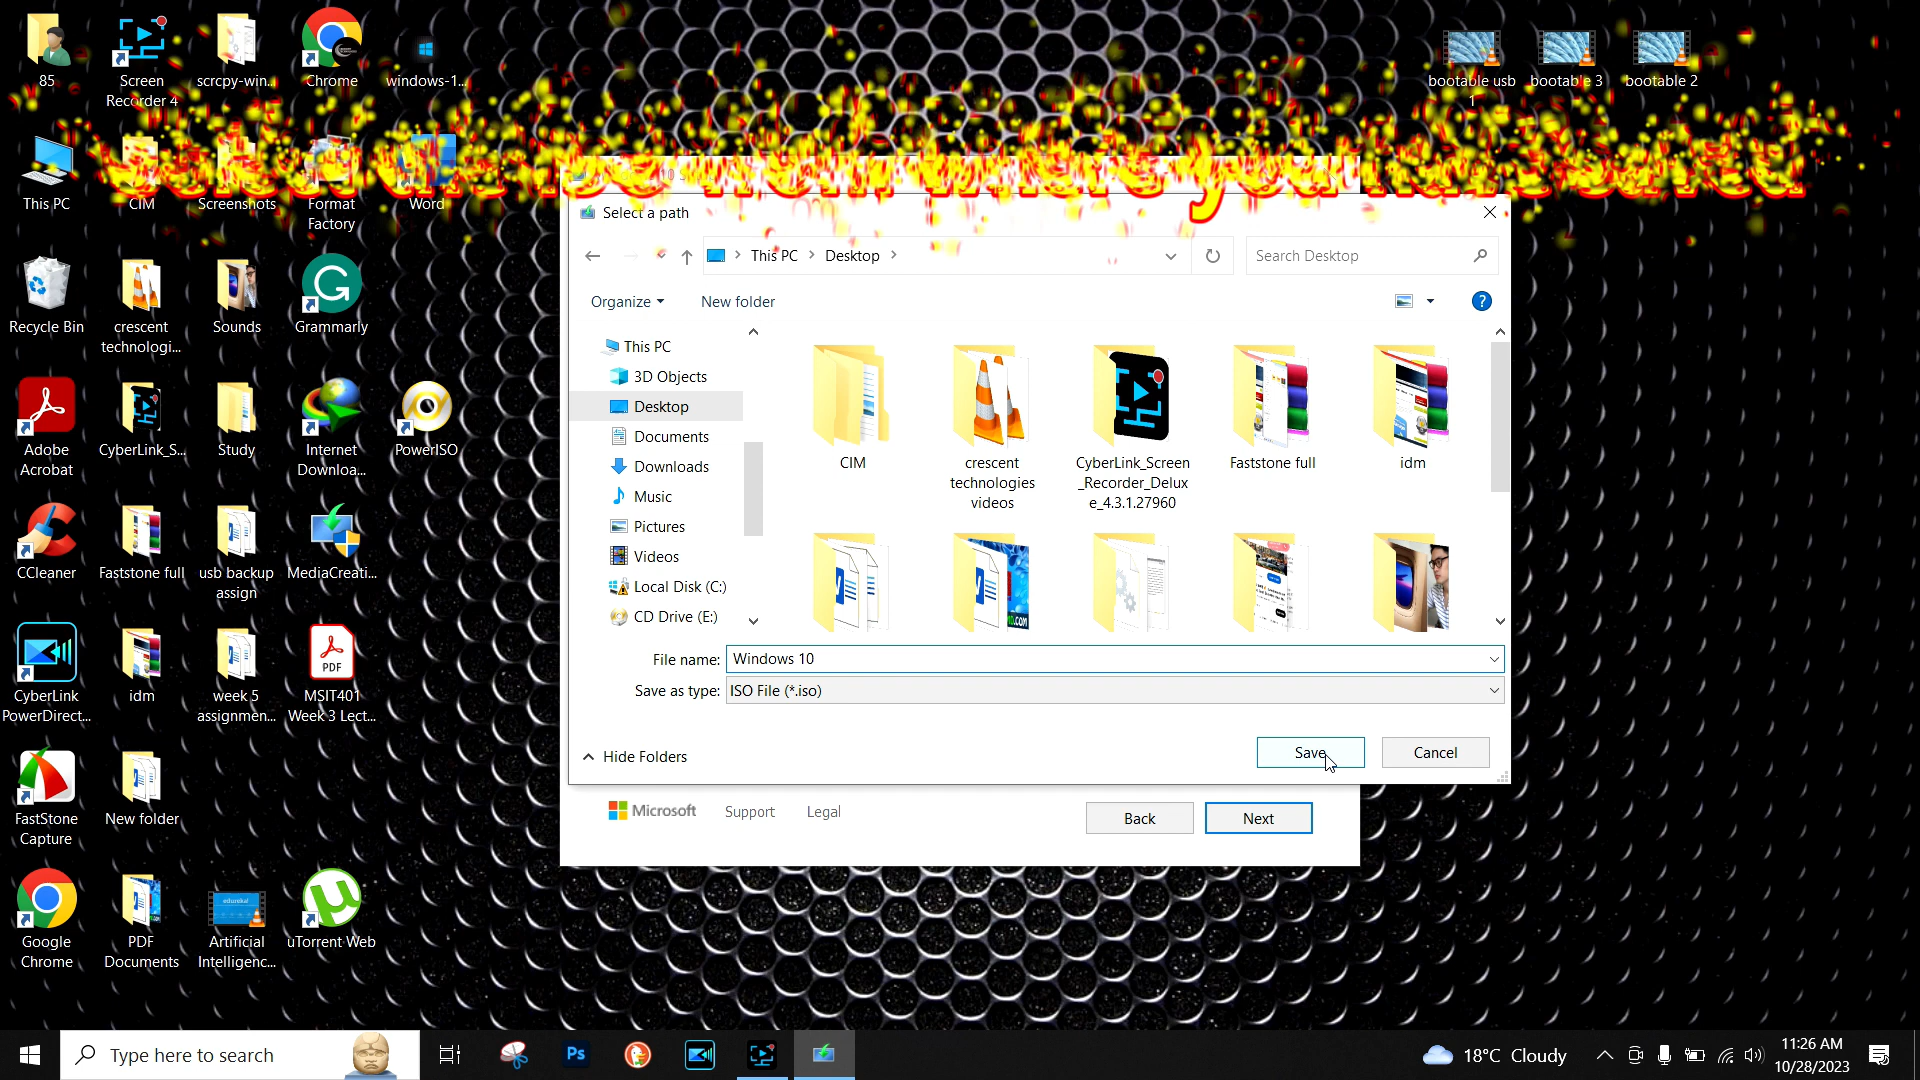 85
Screen
Recorder 4
scrcpy-win...
Chrome
windows-1...
bootable usb
1
bootable 3
bootable 2
This PC
CIM
Screenshots
Format
Factory
Word
Select a path
This PC
Desktop
Search Desktop
Organize
New folder
?
Recycle Bin
crescent
technologi...
Sounds
Grammarly
This PC
3D Objects
Desktop
Documents
Downloads
Music
Pictures
Videos
Local Disk (C:)
CD Drive (E:)
CIM
crescent
technologies
videos
CyberLink_Screen
_Recorder_Delux
e_4.3.1.27960
Faststone full
idm
Adobe
Acrobat
CyberLink_S...
Study
Internet
Downloa...
PowerISO
CCleaner
Faststone full
usb backup
assign
MediaCreati...
File name:
Windows 10
Save as type:
ISO File (*.iso)
CyberLink
PowerDirect...
idm
week 5
assignmen...
PDF
MSIT401
Week 3 Lect...
Hide Folders
Save
Cancel
Microsoft
Support
Legal
Back
Next
FastStone
Capture
New folder
edureka!
Google
Chrome
PDF
Documents
Artificial
Intelligenc...
uTorrent Web
Type here to search
Ps
18°C Cloudy
11:26 AM
10/28/2023